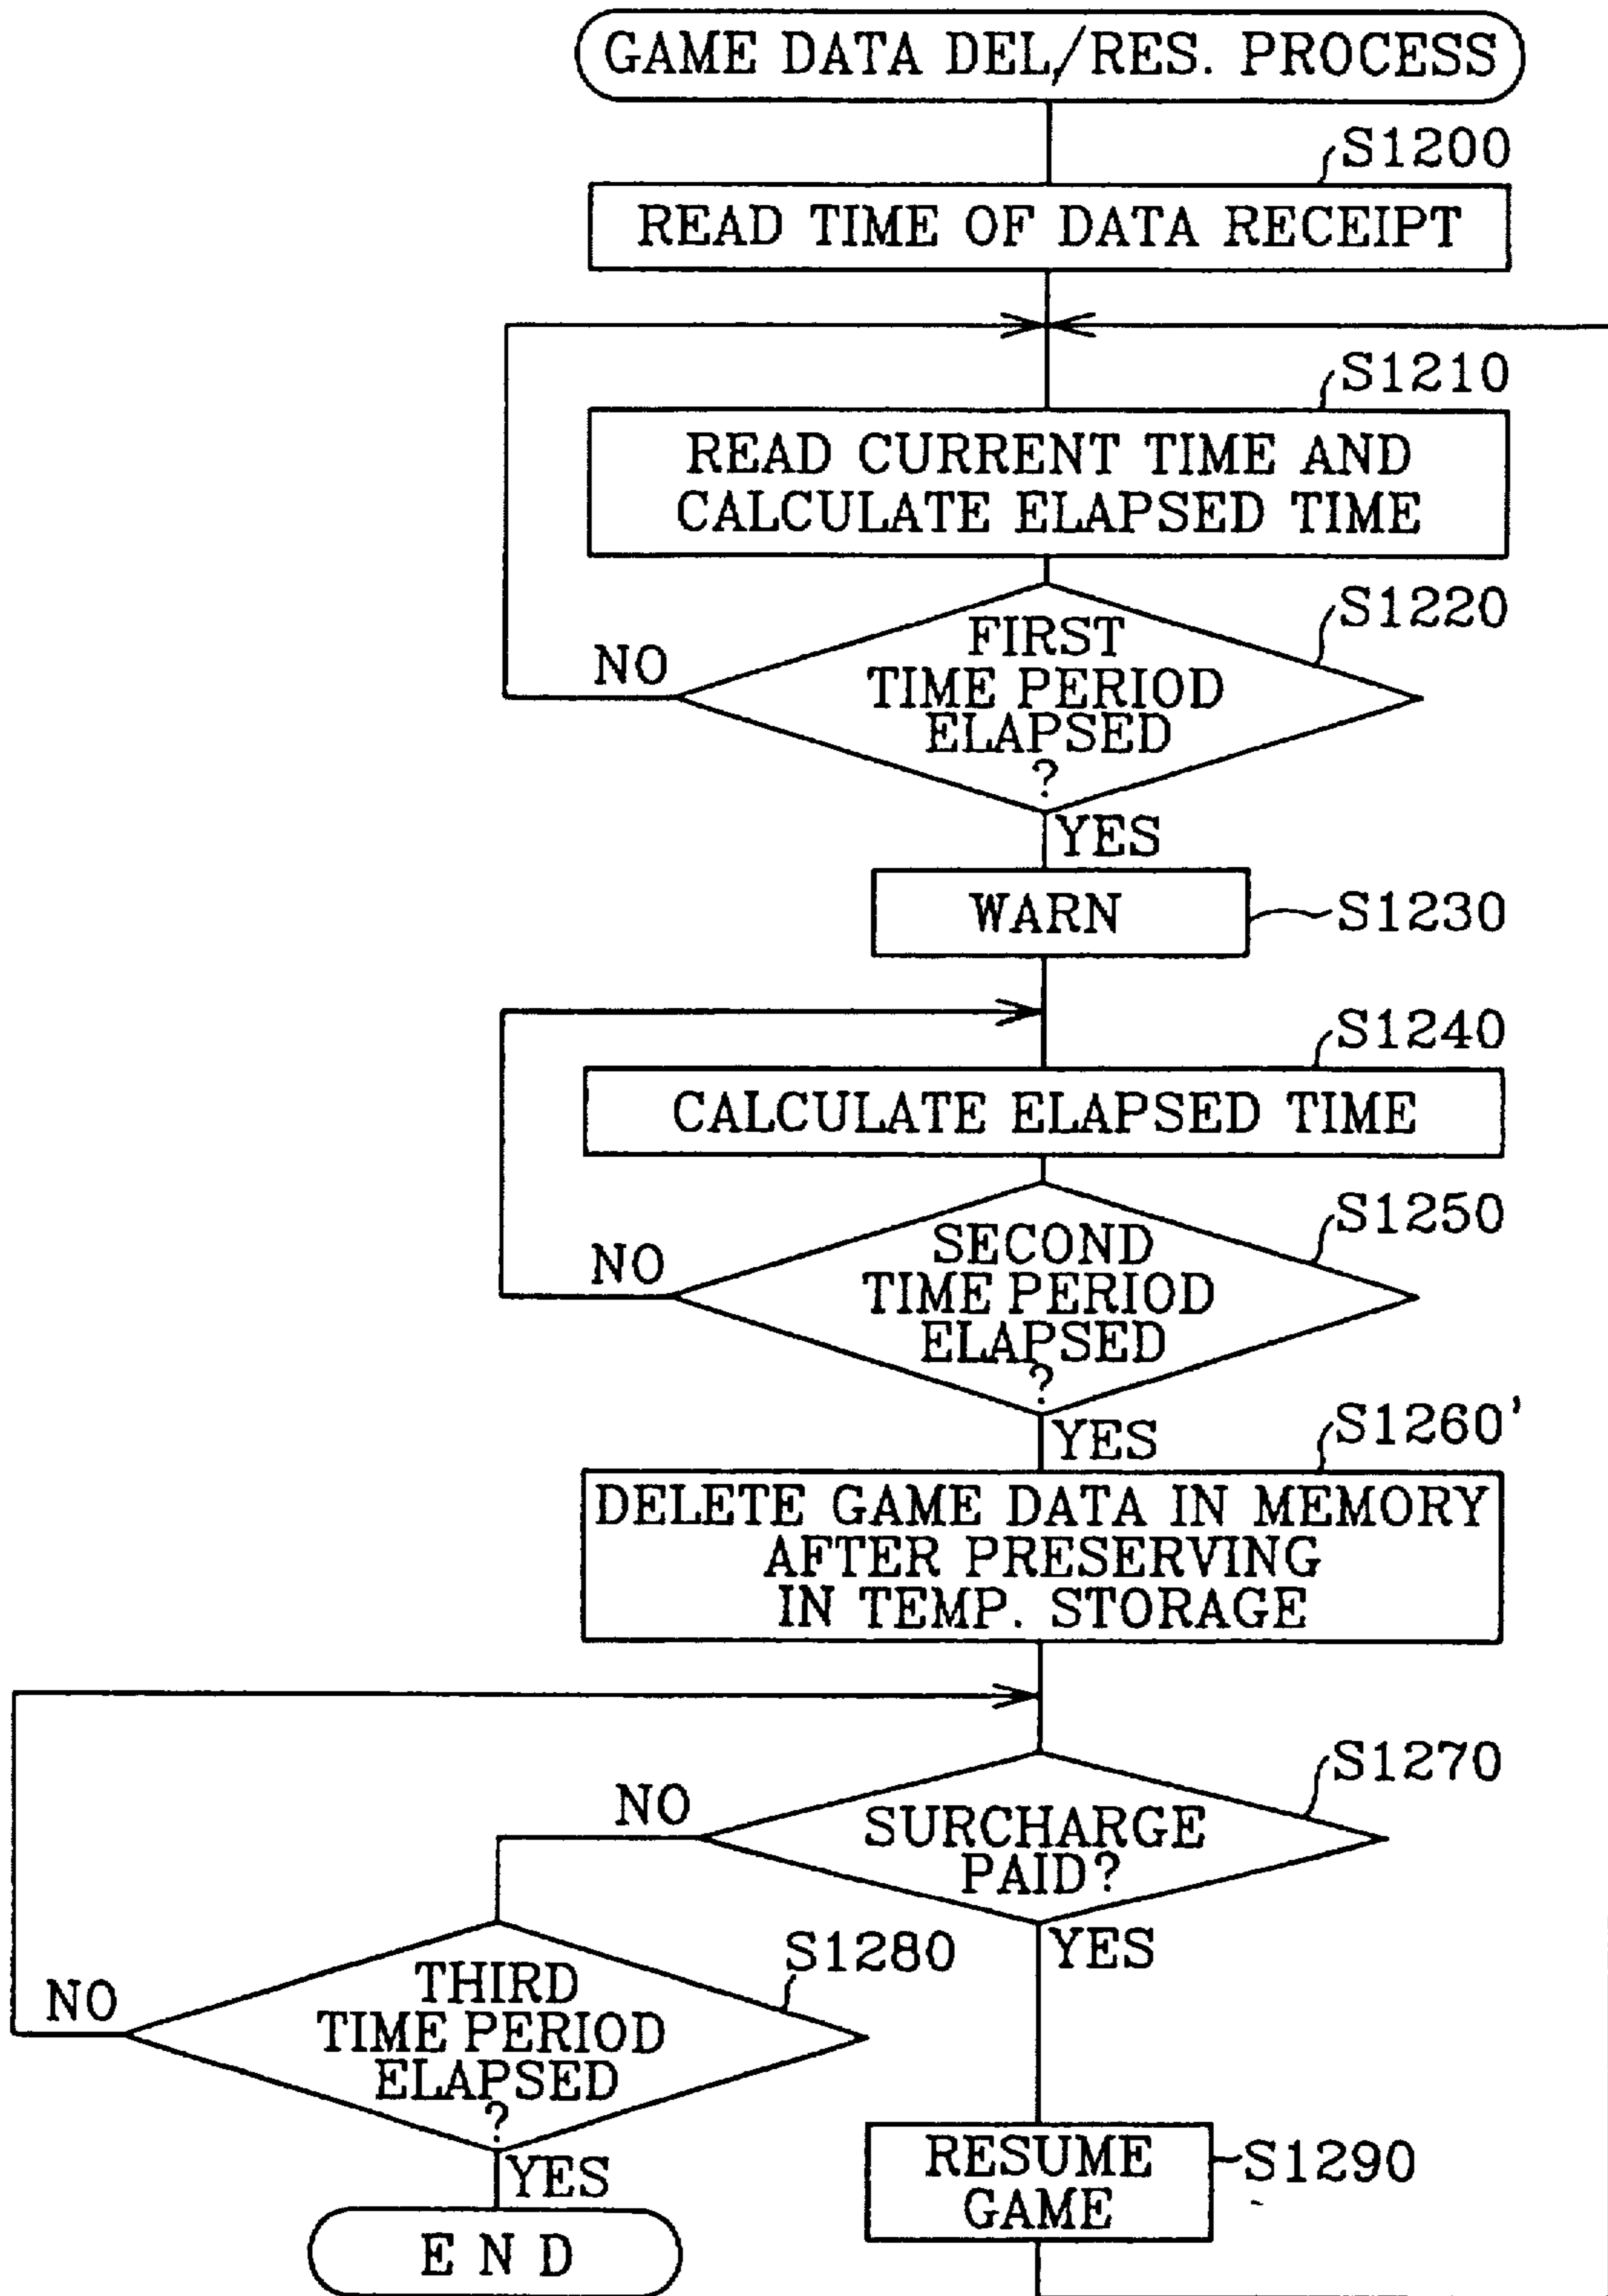 GAME DATA DEL/RES. PROCESS
S1200
READ TIME OF DATA RECEIPT
S1210
READ CURRENT TIME AND
CALCULATE ELAPSED TIME
S1220
FIRST
TIME PERIOD
ELAPSED
?
NO
YES
WARN
S1230
S1240
CALCULATE ELAPSED TIME
S1250
SECOND
TIME PERIOD
ELAPSED
?
NO
YES
S1260'
DELETE GAME DATA IN MEMORY
AFTER PRESERVING
IN TEMP. STORAGE
S1270
NO
SURCHARGE
PAID?
YES
S1280
NO
THIRD
TIME PERIOD
ELAPSED
?
YES
RESUME
GAME
S1290
END